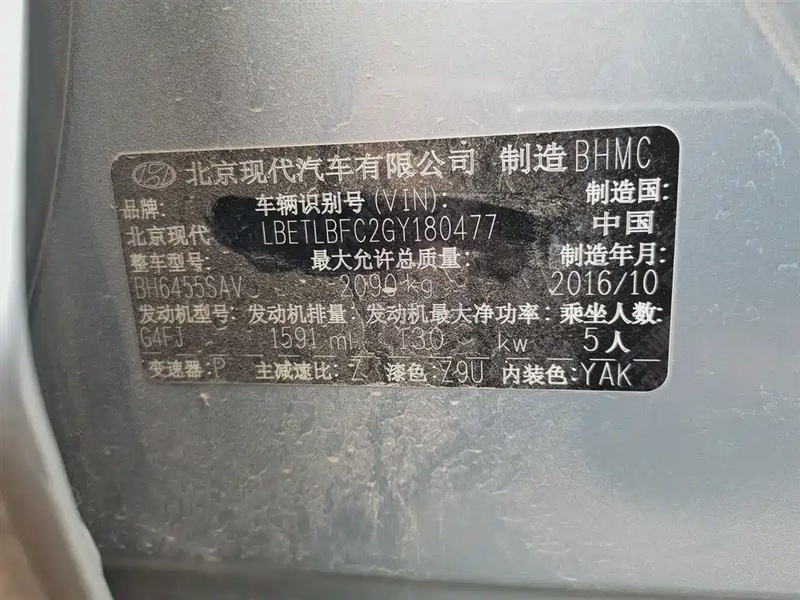 北京现代汽车有限公司 制造BHMC
品牌: 车辆识别号(VIN): 制造国:
北京现代 LBETLBFC2GY180477 中国
整车型号: 最大允许总质量: 制造年月:
BH6455SAV 2090kg 2016/10
发动机型号: 发动机排量: 发动机最大净功率: 乘坐人数:
G4FJ 1591 ml 130 kw 5人
变速器:P 主减速比:Z 漆色:Z9U 内装色:YAK